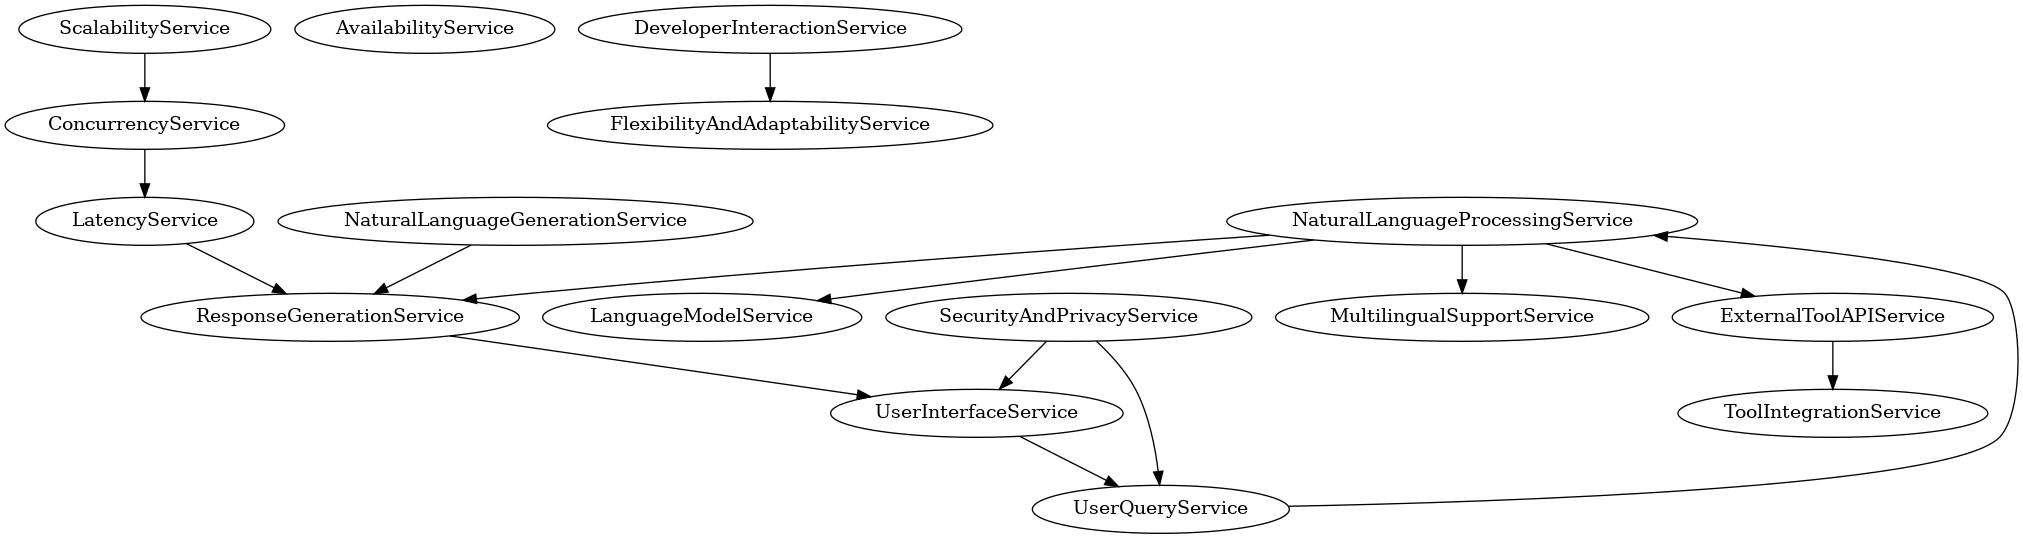 ScalabilityService
AvailabilityService
DeveloperInteractionService
ConcurrencyService
FlexibilityAndAdaptabilityService
LatencyService
NaturalLanguageGenerationService
NaturalLanguageProcessingService
ResponseGenerationService
LanguageModelService
SecurityAndPrivacyService
MultilingualSupportService
ExternalToolAPIService
UserInterfaceService
ToolIntegrationService
UserQueryService